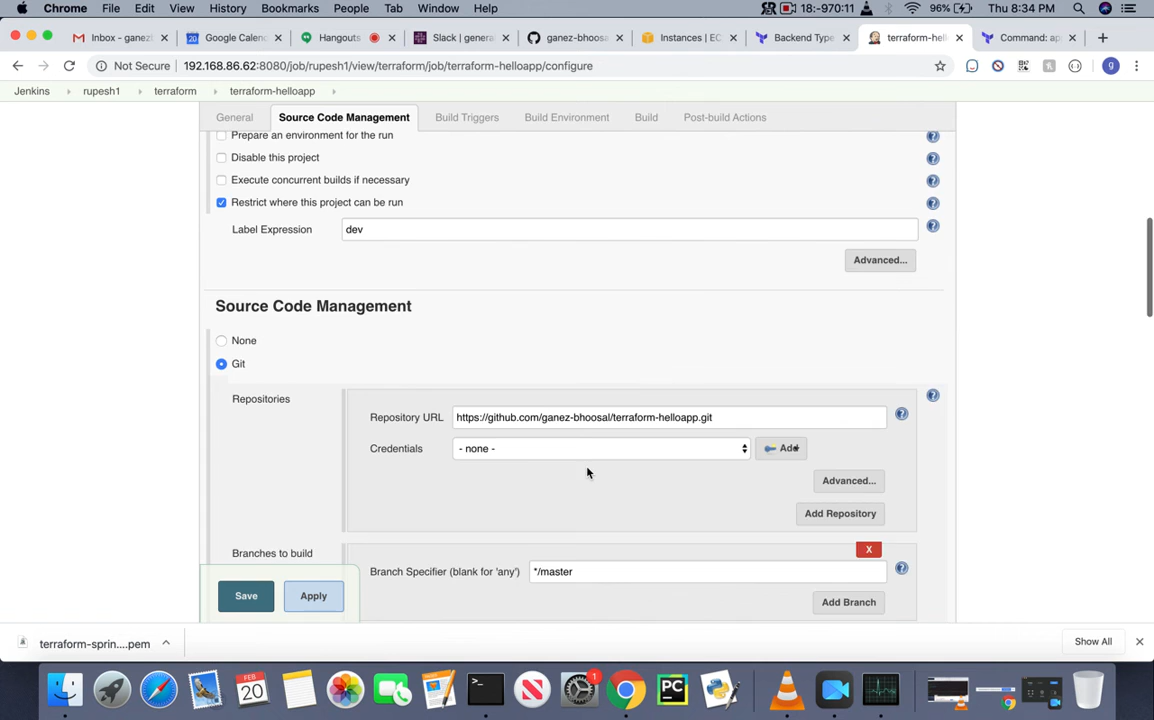 Chrome File Edit View History Bookmarks People Tab Window Help 18:-970:11 96% Thu 8:34 PM
Inbox - ganezb Google Calend Hangouts Slack | general ganez-bhoosa Instances | EC Backend Type terraform-hello Command: ap
Not Secure 192.168.86.62:8080/job/rupesh1/view/terraform/job/terraform-helloapp/configure g
Jenkins rupesh1 terraform terraform-helloapp
General Source Code Management Build Triggers Build Environment Build Post-build Actions
Prepare an environment for the run
Disable this project
Execute concurrent builds if necessary
Restrict where this project can be run
Label Expression dev
Advanced...
Source Code Management
None
Git
Repositories
Repository URL https://github.com/ganez-bhoosal/terraform-helloapp.git
Credentials - none - Add
Advanced...
Add Repository
Branches to build X
Branch Specifier (blank for 'any') */master
Save Apply Add Branch
terraform-sprin....pem Show All
FEB
20 1 PC